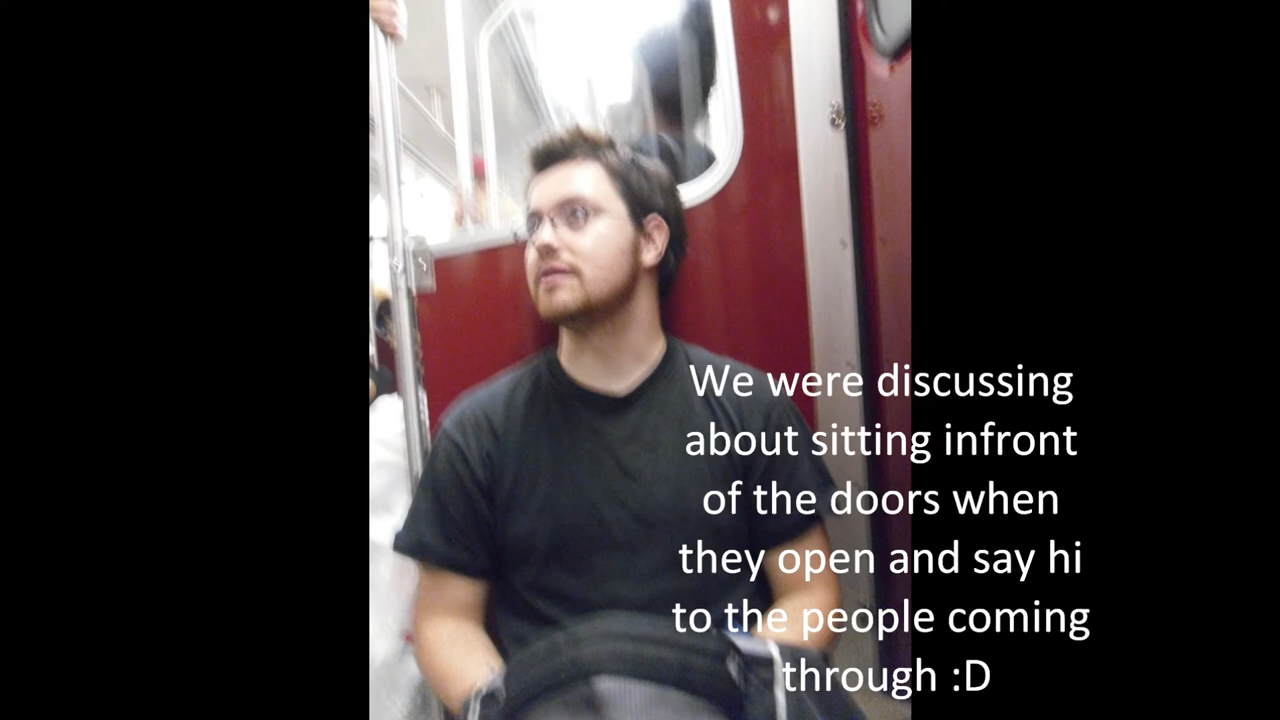 We were discussing
about sitting infront
of the doors when
they open and say hi
to the people coming
through :D